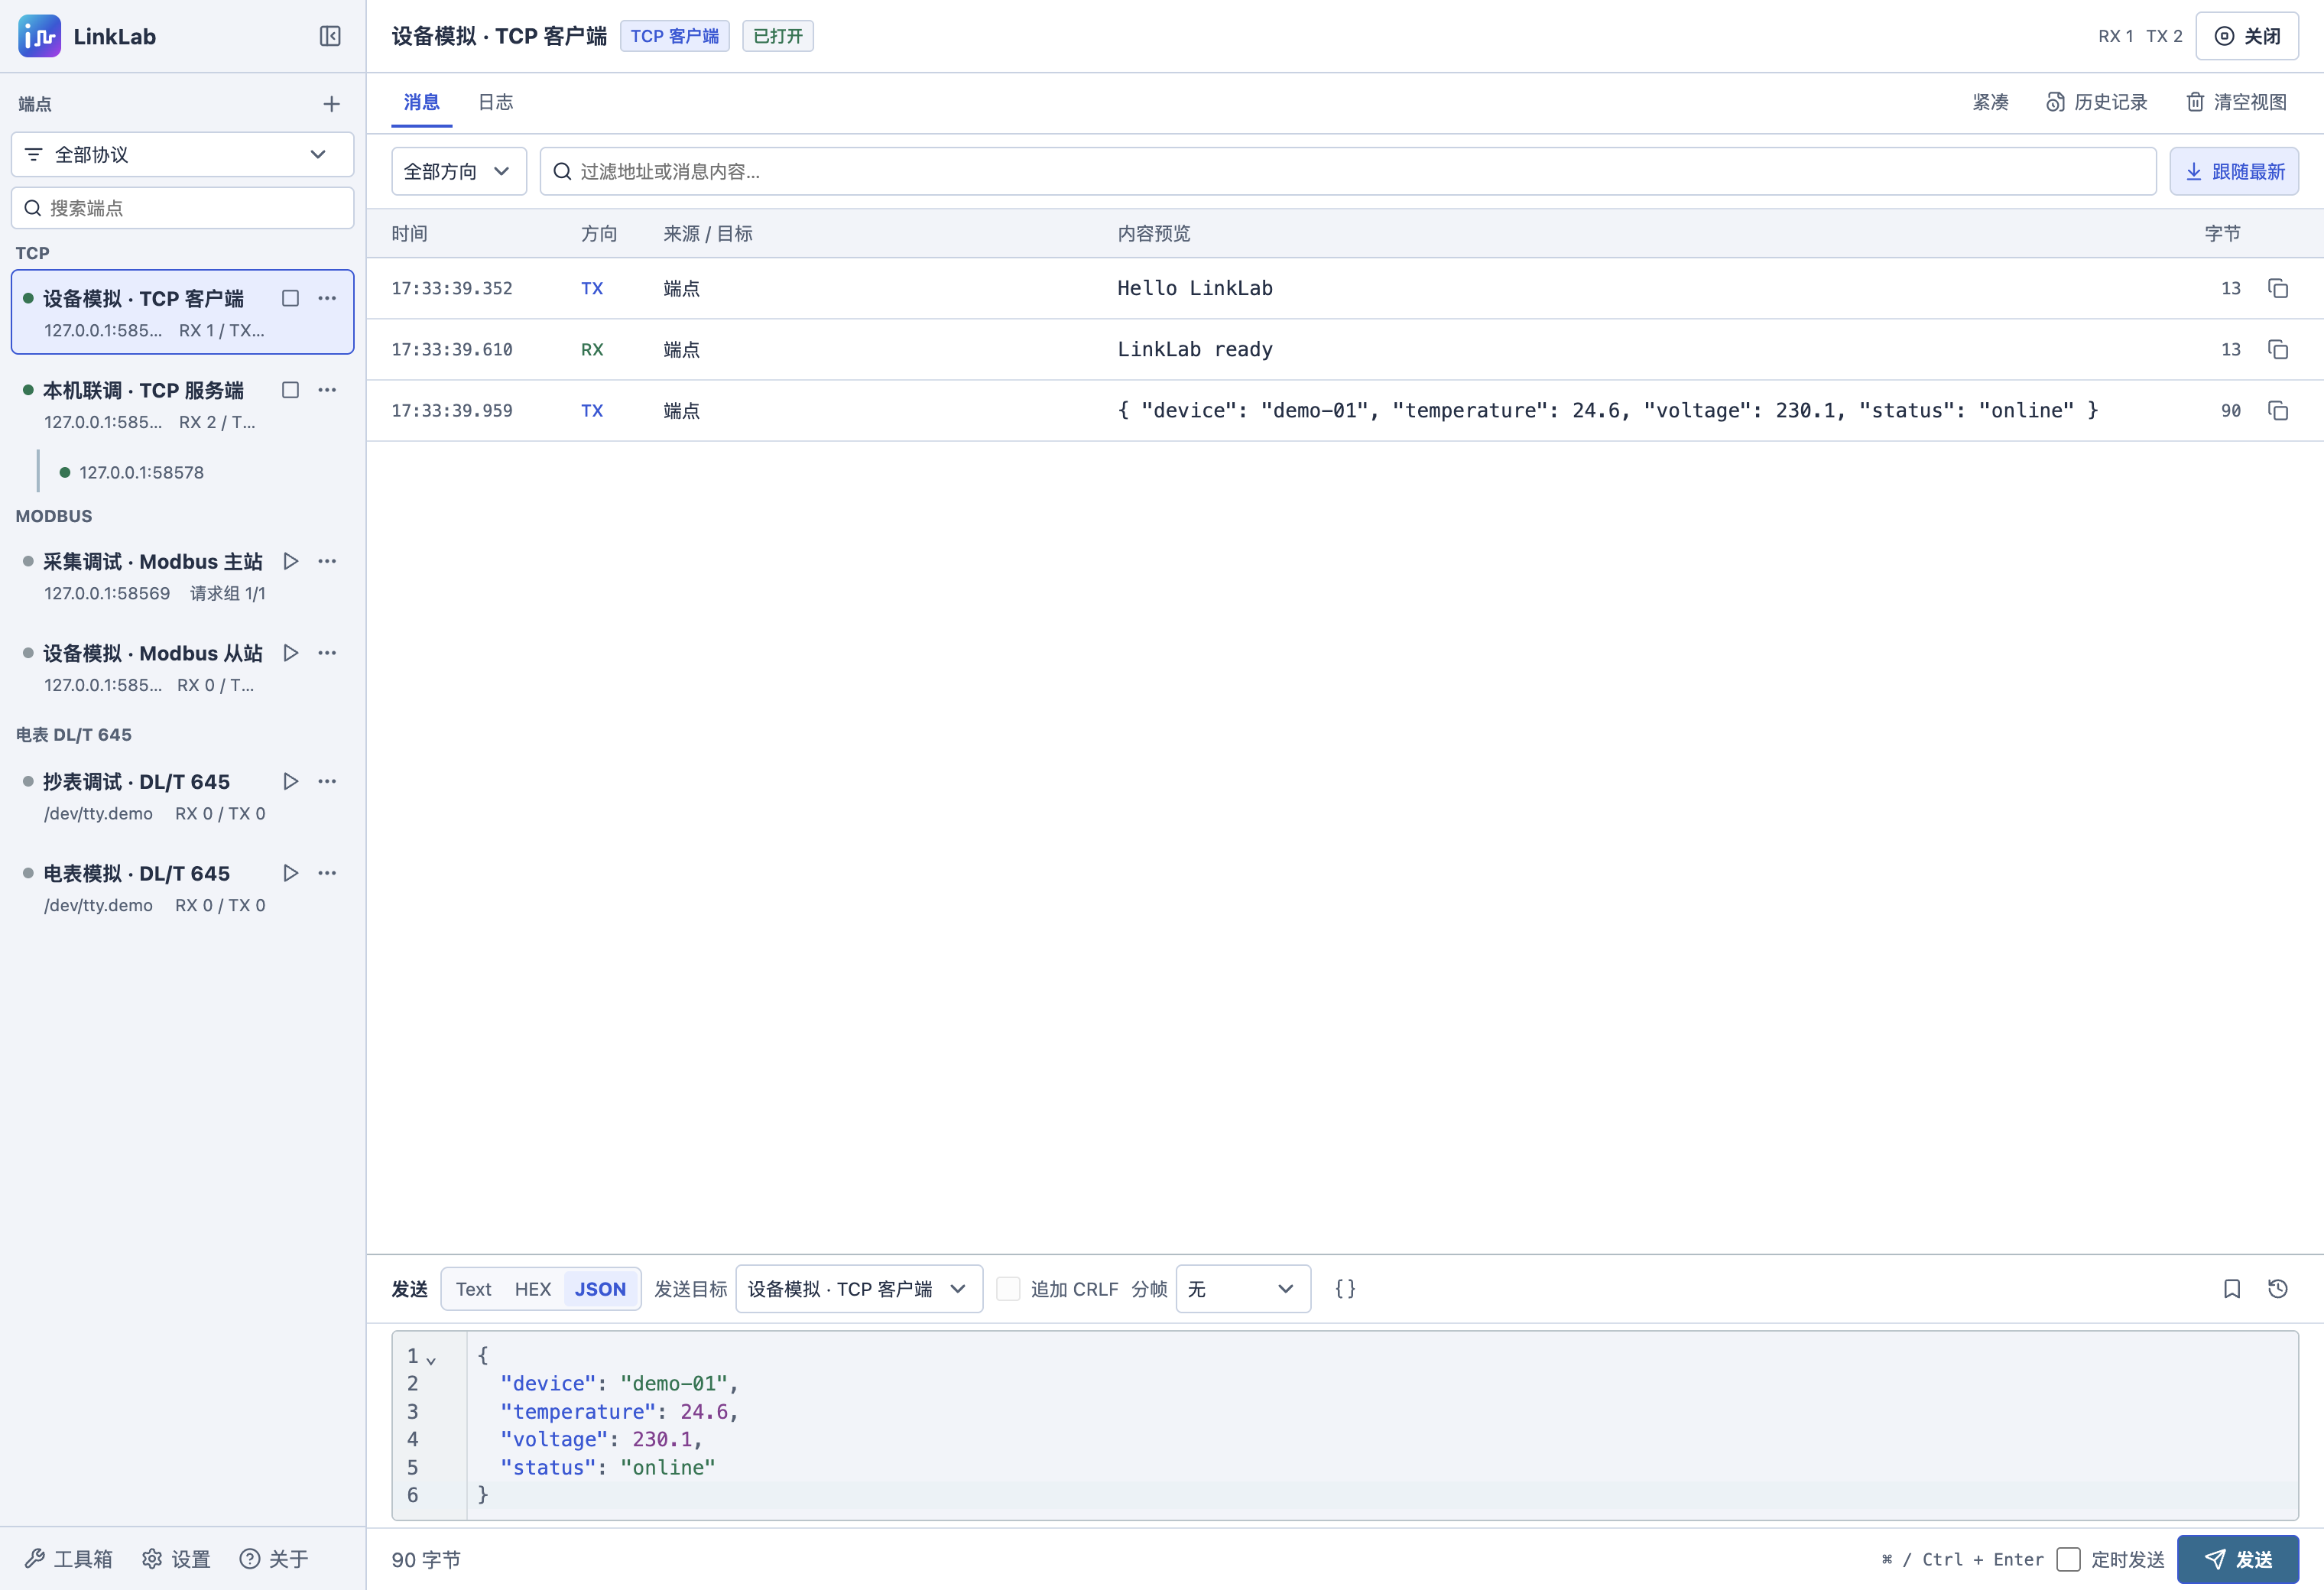 LinkLab
端点
全部协议
搜索端点
TCP
设备模拟 · TCP 客户端
127.0.0.1:585... RX 1 / TX...
本机联调 · TCP 服务端
127.0.0.1:585... RX 2 / T...
127.0.0.1:58578
MODBUS
采集调试 · Modbus 主站
127.0.0.1:58569 请求组 1/1
设备模拟 · Modbus 从站
127.0.0.1:585... RX 0 / T...
电表 DL/T 645
抄表调试 · DL/T 645
/dev/tty.demo RX 0 / TX 0
电表模拟 · DL/T 645
/dev/tty.demo RX 0 / TX 0
工具箱 设置 关于
设备模拟 · TCP 客户端 TCP 客户端 已打开 RX 1 TX 2 关闭
消息 日志 紧凑 历史记录 清空视图
全部方向 过滤地址或消息内容... 跟随最新
时间 方向 来源 / 目标 内容预览 字节
17:33:39.352 TX 端点 Hello LinkLab 13
17:33:39.610 RX 端点 LinkLab ready 13
17:33:39.959 TX 端点 { "device": "demo-01", "temperature": 24.6, "voltage": 230.1, "status": "online" } 90
发送 Text HEX JSON 发送目标 设备模拟 · TCP 客户端 追加 CRLF 分帧 无 {}
1 {
2 "device": "demo-01",
3 "temperature": 24.6,
4 "voltage": 230.1,
5 "status": "online"
6 }
90 字节 ⌘ / Ctrl + Enter 定时发送 发送